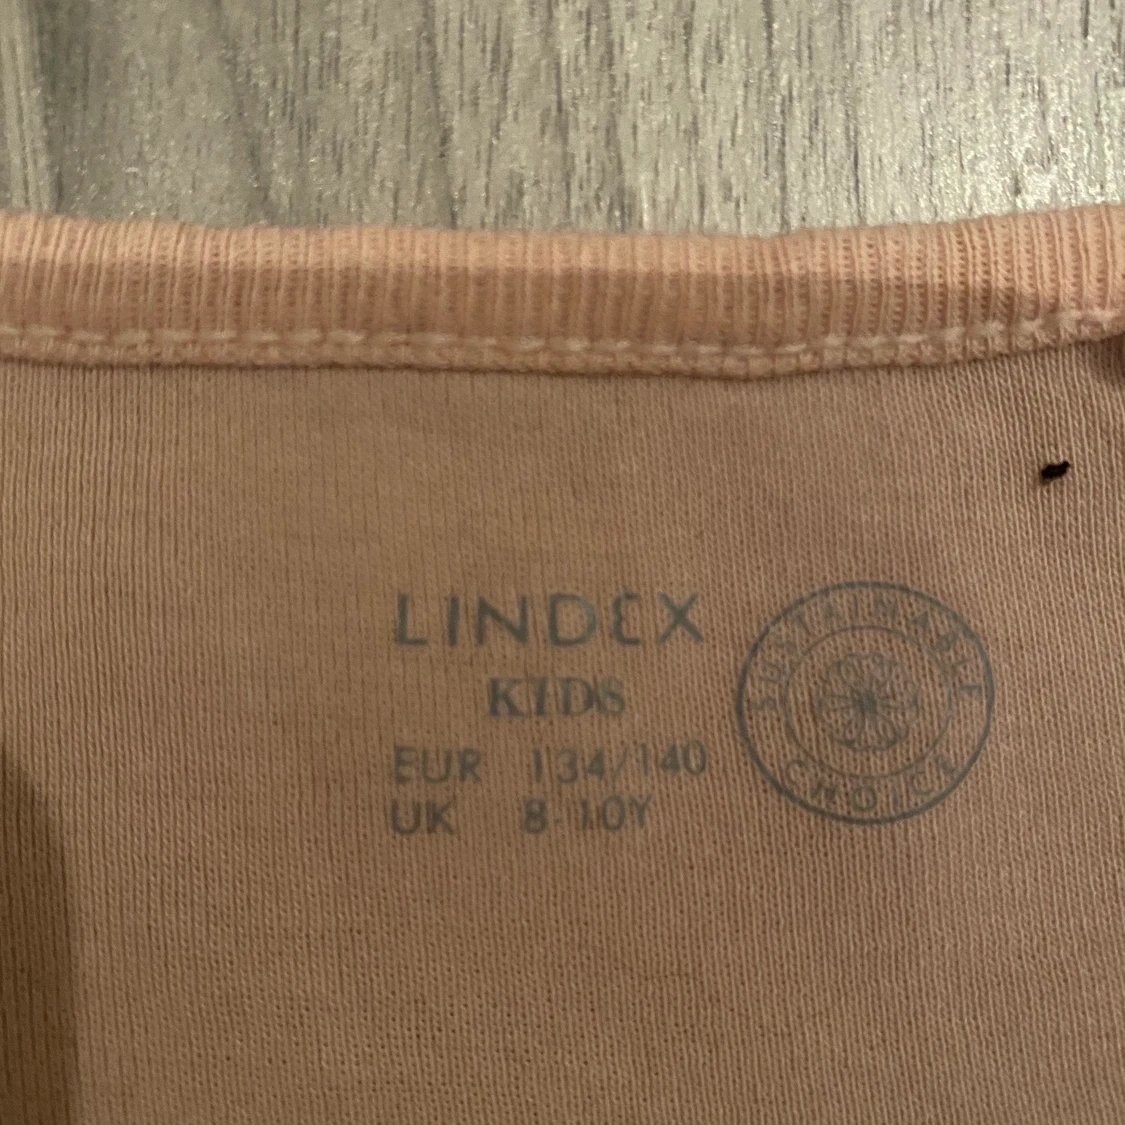 LINDEX
KIDS
EUR 134/140
UK 8-10Y
SUSTAINABLE
CHOICE